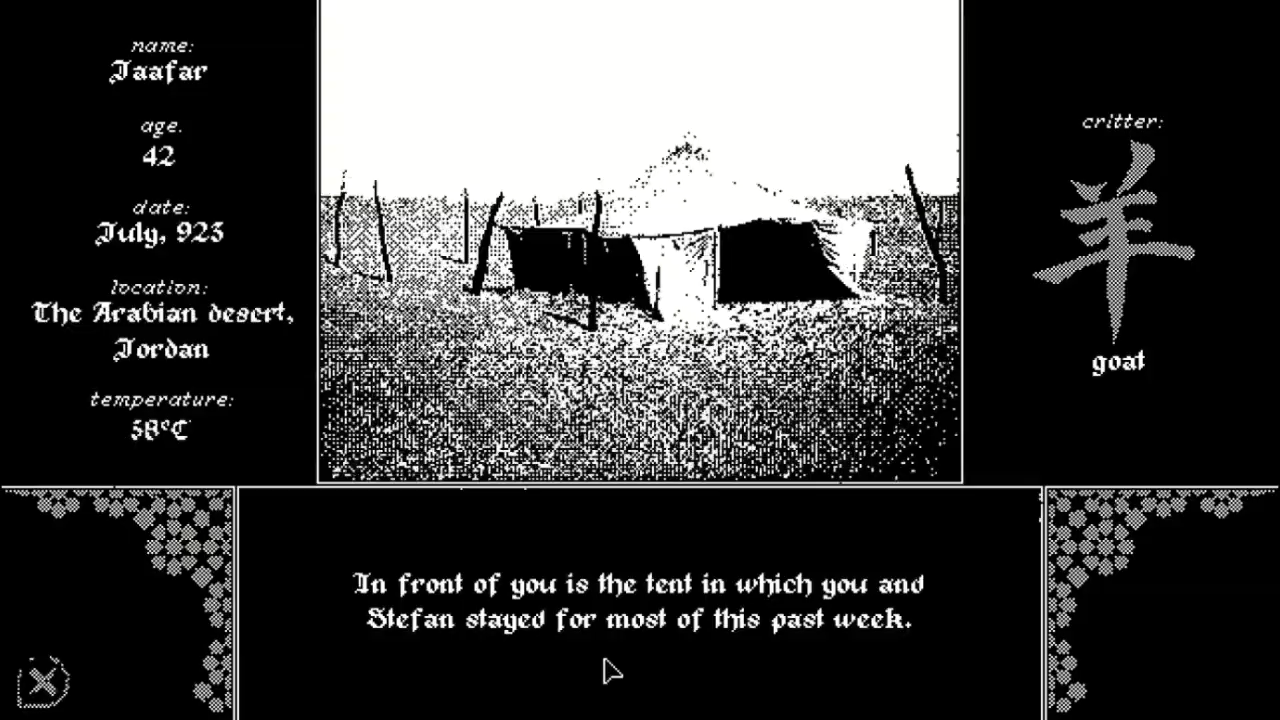 name:
Jaafar
age:
42
date:
July, 923
location:
The Arabian desert,
Jordan
temperature:
38°C
critter:
羊
goat
In front of you is the tent in which you and
Stefan stayed for most of this past week.